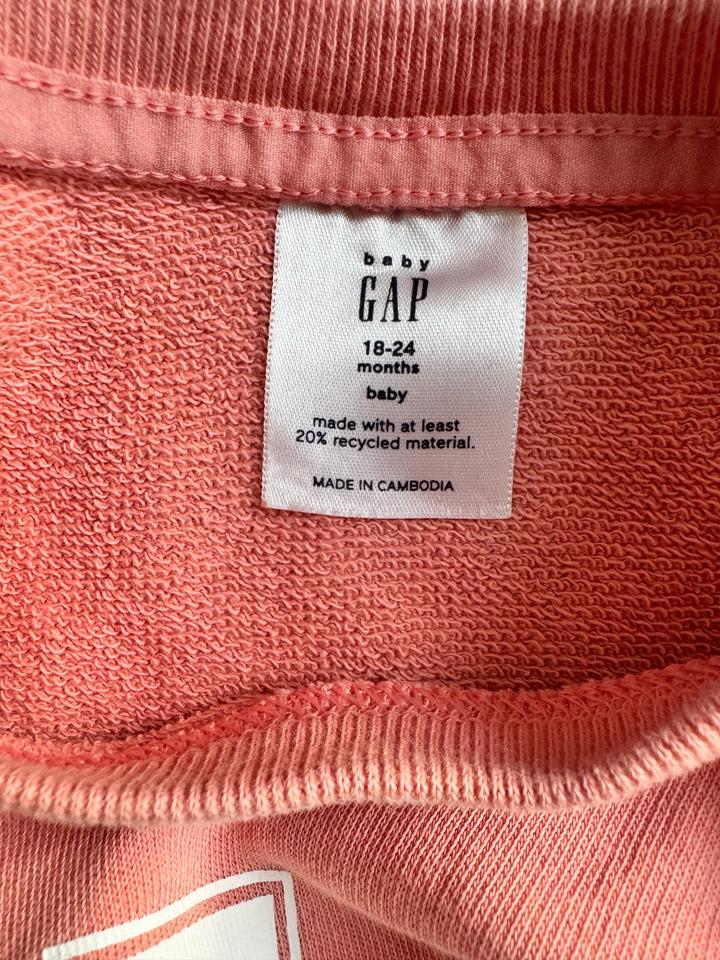 baby
GAP
18-24
months
baby
made with at least
20% recycled material.
MADE IN CAMBODIA